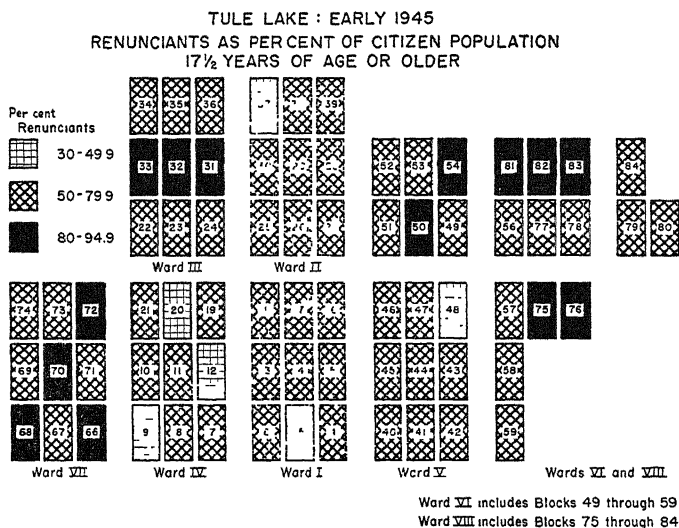 TULE LAKE : EARLY 1945
RENUNCIANTS AS PER CENT OF CITIZEN POPULATION
17½ YEARS OF AGE OR OLDER
Per cent
Renunciants
30-49 9
50-79 9
80-94.9
34 35 36 39
33 32 31 52 53 54 81 82 83 84
22 23 24 51 50 49 56 77 78 79 80
Ward III Ward II
74 73 72 21 20 19 46 47 48 57 75 76
69 70 71 10 11 12 3 4 45 44 43 58
68 67 66 9 8 7 1 40 41 42 59
Ward VII Ward IV Ward I Ward V Wards VI and VIII
Ward VI includes Blocks 49 through 59
Ward VIII includes Blocks 75 through 84